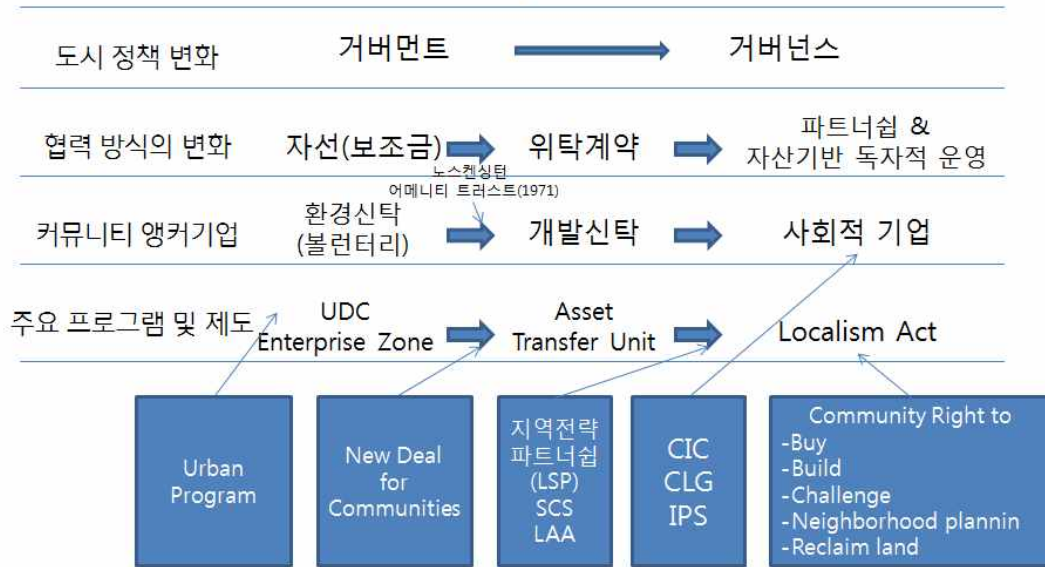 도시 정책 변화
거버먼트
거버넌스
협력 방식의 변화
자선(보조금)
위탁계약
파트너쉽 &
자산기반 독자적 운영
노스켄싱턴
어메니티 트러스트(1971)
커뮤니티 앵커기업
환경신탁
(볼런터리)
개발신탁
사회적 기업
주요 프로그램 및 제도
UDC
Enterprise Zone
Asset
Transfer Unit
Localism Act
Urban
Program
New Deal
for
Communities
지역전략
파트너쉽
(LSP)
SCS
LAA
CIC
CLG
IPS
Community Right to
-Buy
-Build
-Challenge
-Neighborhood plannin
-Reclaim land